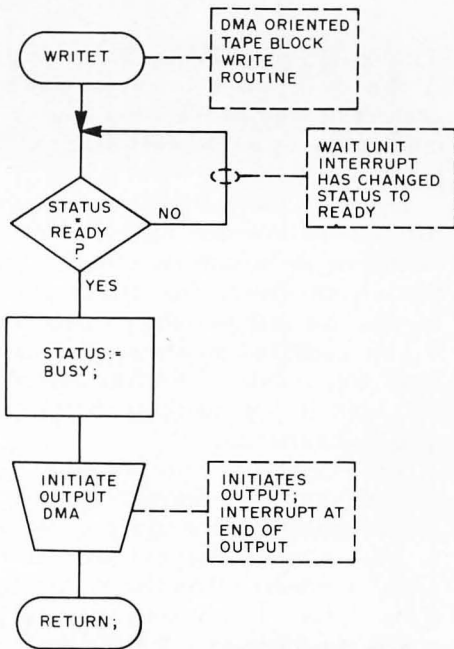 WRITET
DMA ORIENTED
TAPE BLOCK
WRITE
ROUTINE
WAIT UNIT
INTERRUPT
HAS CHANGED
STATUS TO
READY
STATUS
=
READY
?
NO
YES
STATUS:=
BUSY;
INITIATE
OUTPUT
DMA
INITIATES
OUTPUT;
INTERRUPT AT
END OF
OUTPUT
RETURN;